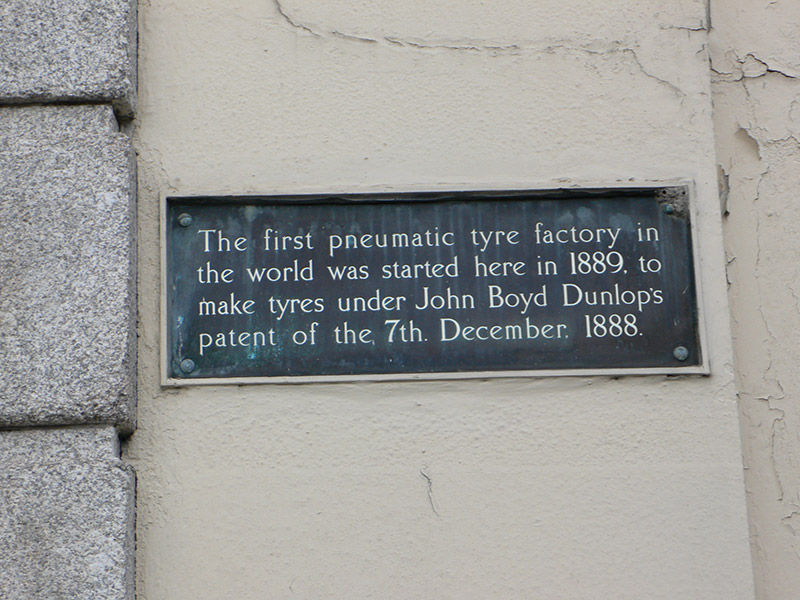 The first pneumatic tyre factory in
the world was started here in 1889. to
make tyres under John Boyd Dunlop's
patent of the 7th. December. 1888.